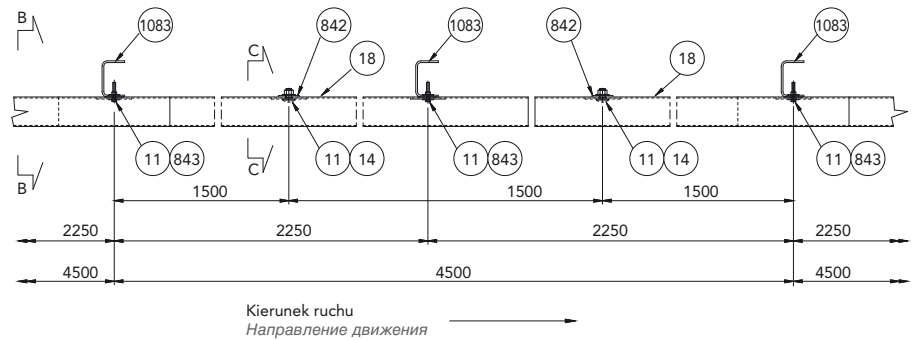 B 1083 842 1083 842 1083
C 18 18
11 843 11 14 11 843 11 14 11 843
B C
1500 1500 1500
2250 2250 2250 2250
4500 4500 4500
Kierunek ruchu
Направление движения